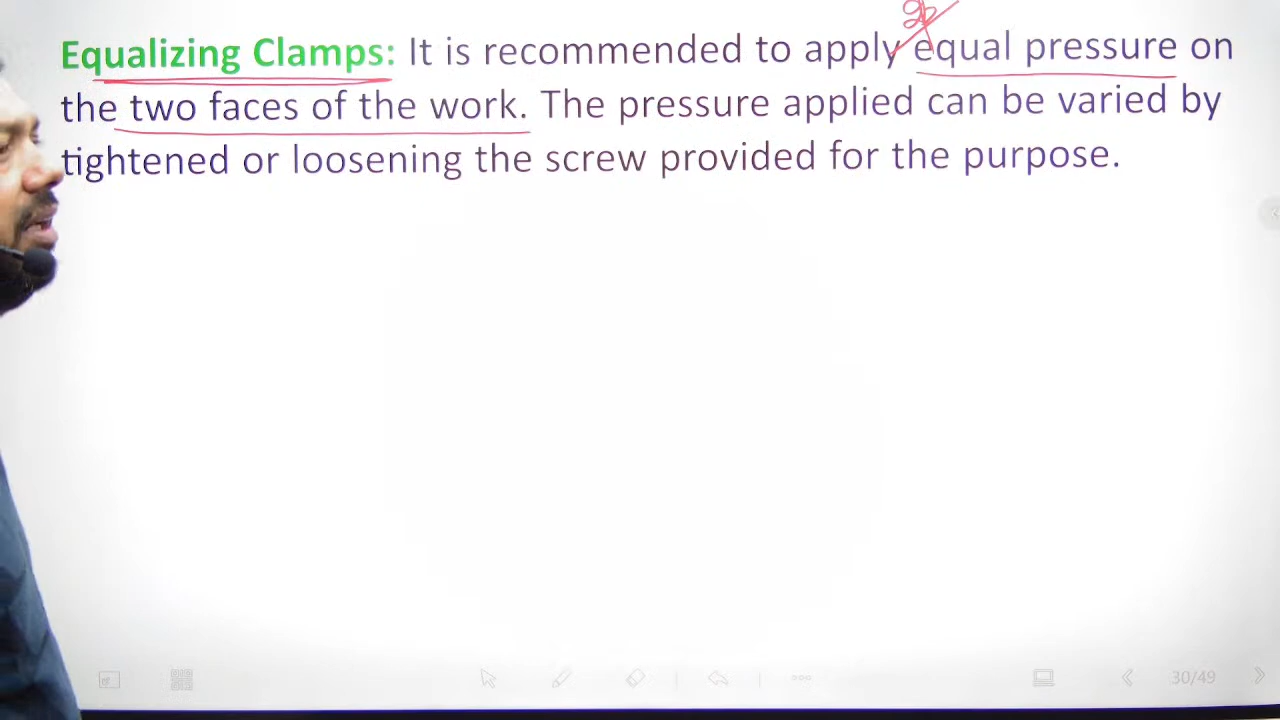 Equalizing Clamps: It is recommended to apply equal pressure on
the two faces of the work. The pressure applied can be varied by
tightened or loosening the screw provided for the purpose.
30/49